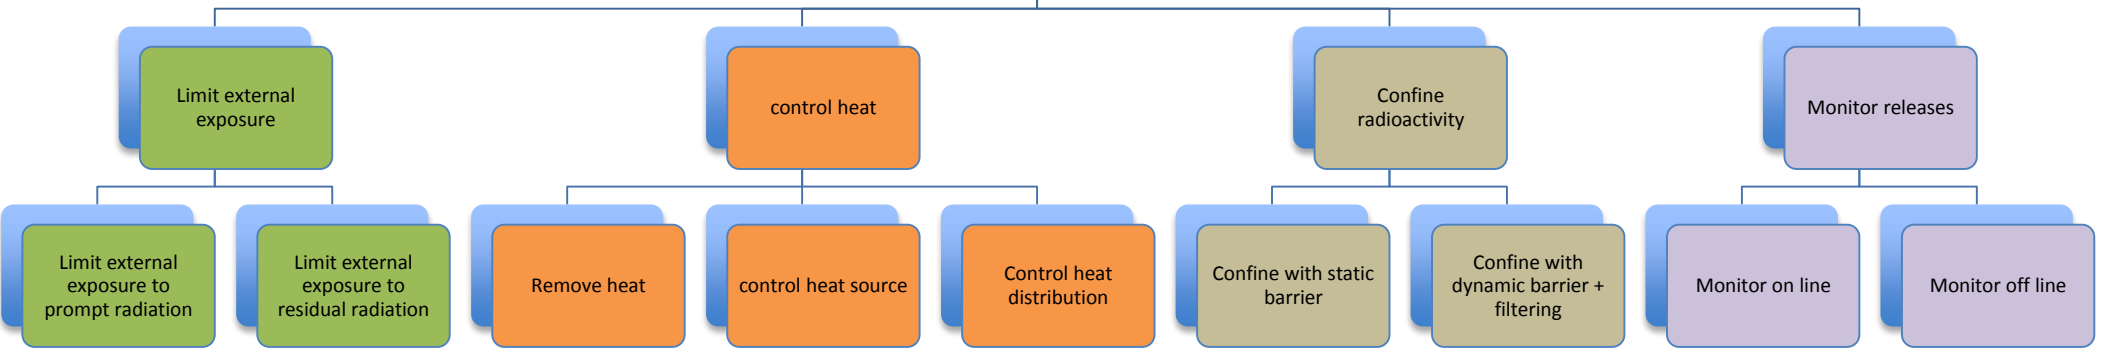 Limit external
exposure
control heat
Confine
radioactivity
Monitor releases
Limit external
exposure to
prompt radiation
Limit external
exposure to
residual radiation
Remove heat
control heat source
Control heat
distribution
Confine with static
barrier
Confine with
dynamic barrier +
filtering
Monitor on line
Monitor off line